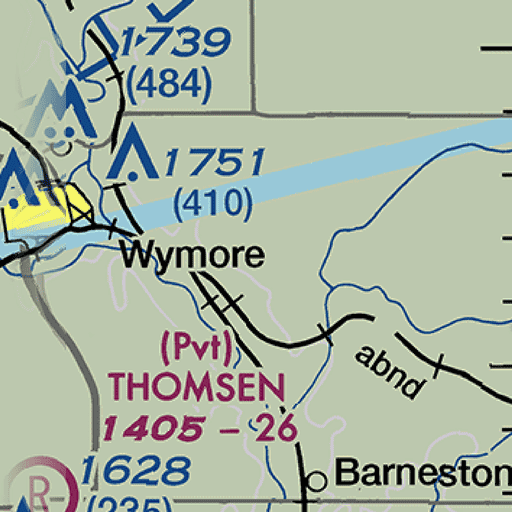 1739
(484)
1751
(410)
Wymore
(Pvt)
THOMSEN
1405 - 26
abnd
1628
(235)
R
Barneston